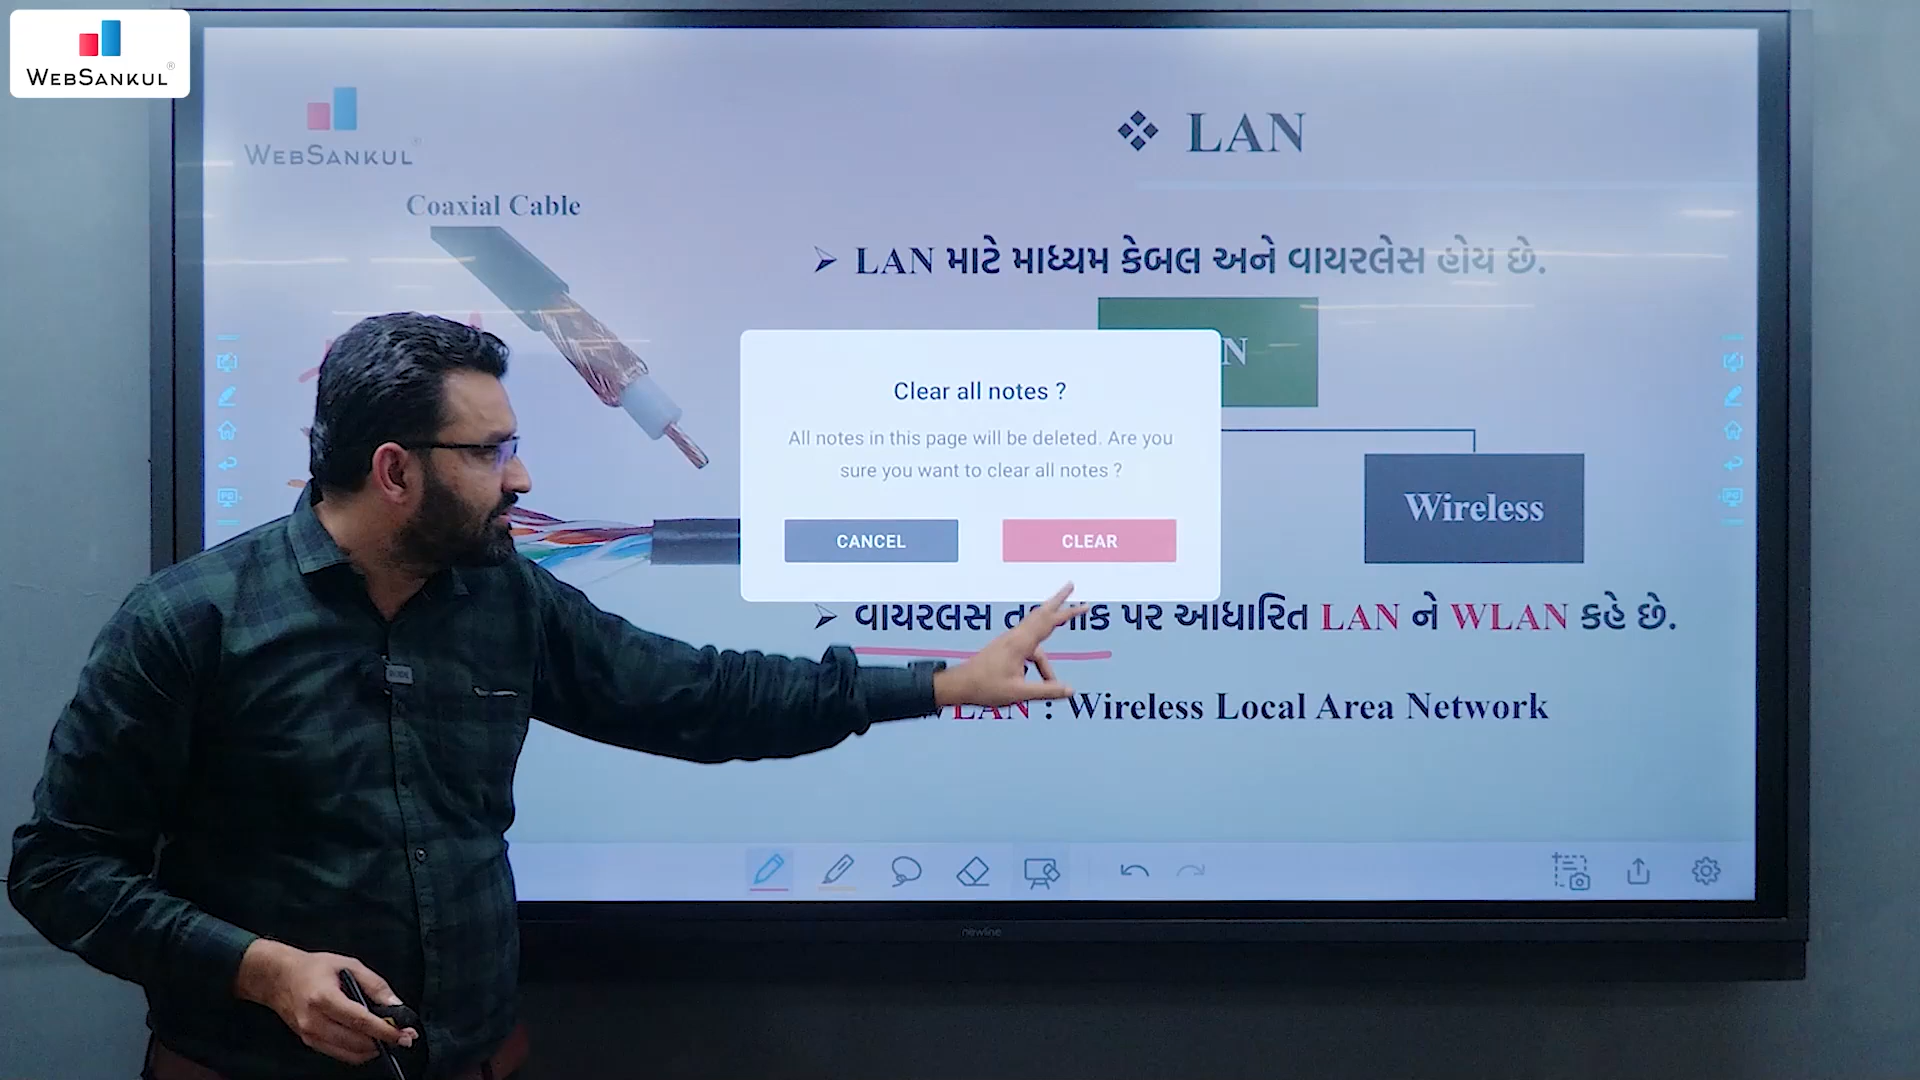 WEBSANKUL
WEBSANKUL
❖ LAN
Coaxial Cable
➢ LAN માટે માધ્યમ કેબલ અને વાયરલેસ હોય છે.
Clear all notes ?
All notes in this page will be deleted. Are you
sure you want to clear all notes ?
CANCEL
CLEAR
Wireless
➢ વાયરલેસ પર આધારિત LAN ને WLAN કહે છે.
WLAN : Wireless Local Area Network
newline